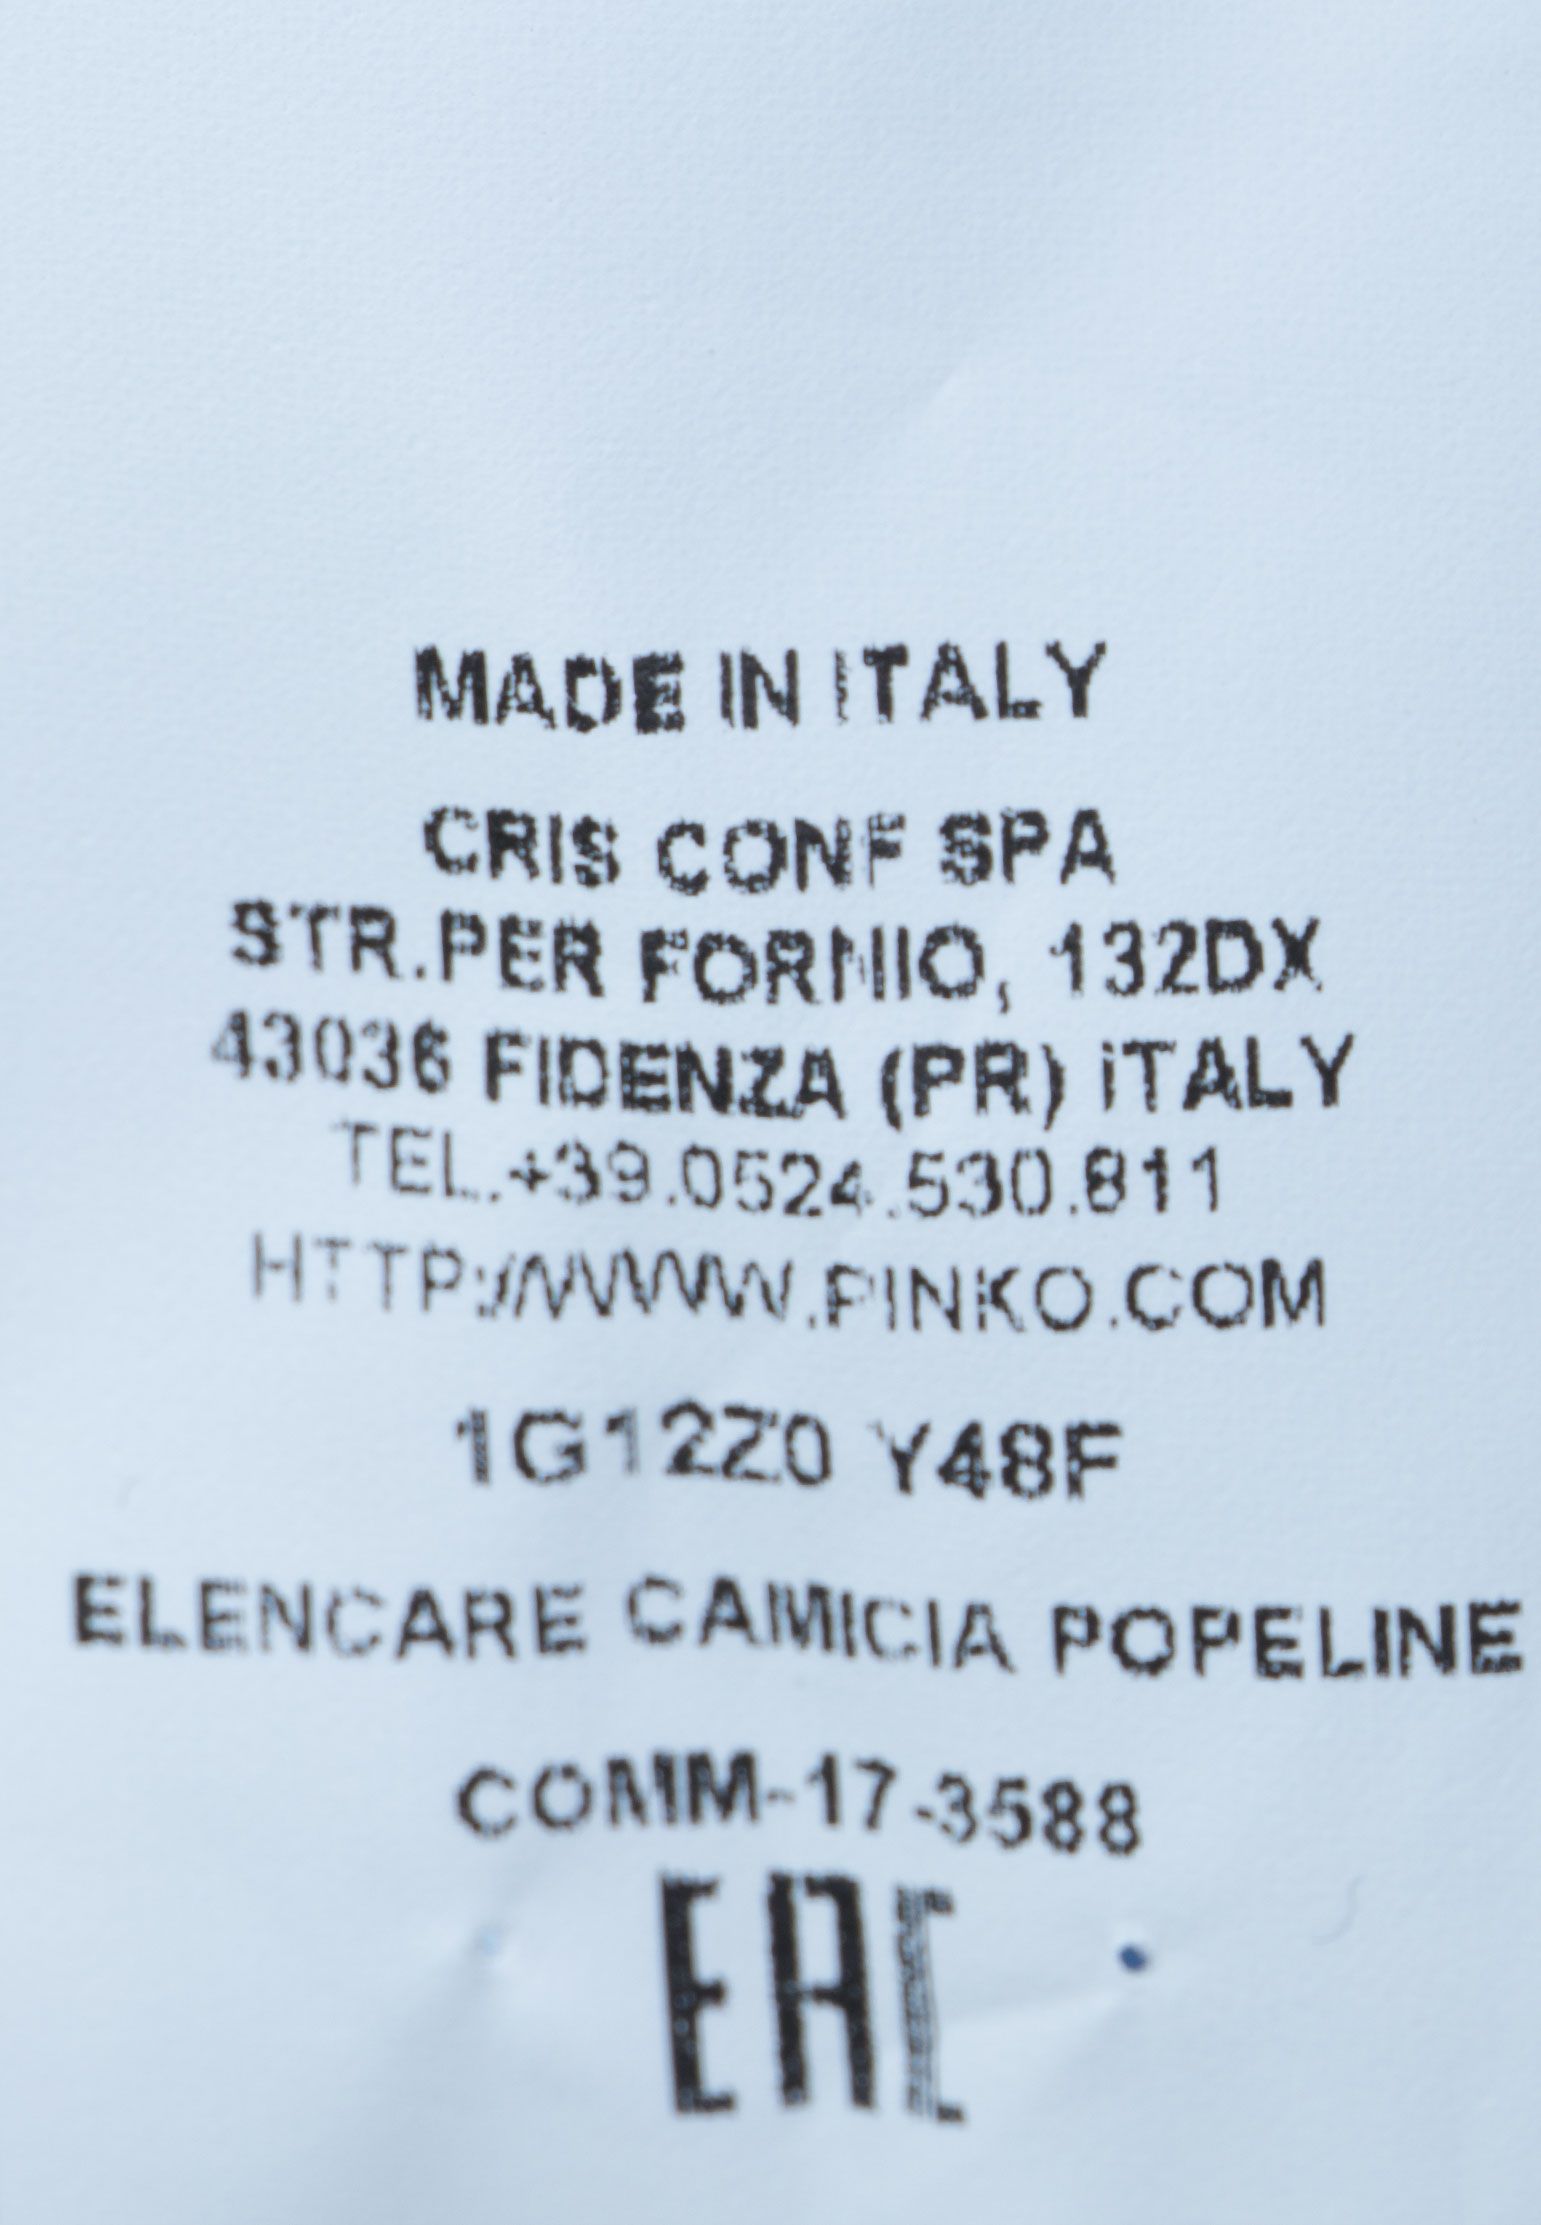 MADE IN ITALY
CRIS CONF SPA
STR.PER FORNIO, 132DX
43036 FIDENZA (PR) iTALY
TEL.+39.0524.530.811
HTTP://WWW.PINKO.COM
1G12Z0 Y48F
ELENCARE CAMICIA POPELINE
COMM-17-3588
EAC